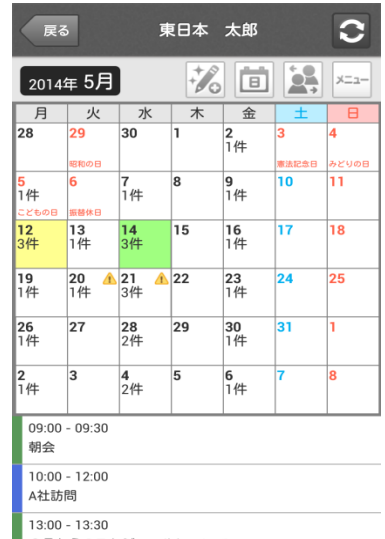 戻る 東日本 太郎
2014年 5月 8 メニュー
月 火 水 木 金 土 日
28 29 30 1 2 3 4
1件
昭和の日 憲法記念日 みどりの日
5 6 7 8 9 10 11
1件 1件 1件
こどもの日 振替休日
12 13 14 15 16 17 18
3件 1件 3件 1件
19 20 21 22 23 24 25
1件 1件 3件 1件
26 27 28 29 30 31 1
1件 2件 1件
2 3 4 5 6 7 8
1件 2件 1件
09:00 - 09:30
朝会
10:00 - 12:00
A社訪問
13:00 - 13:30